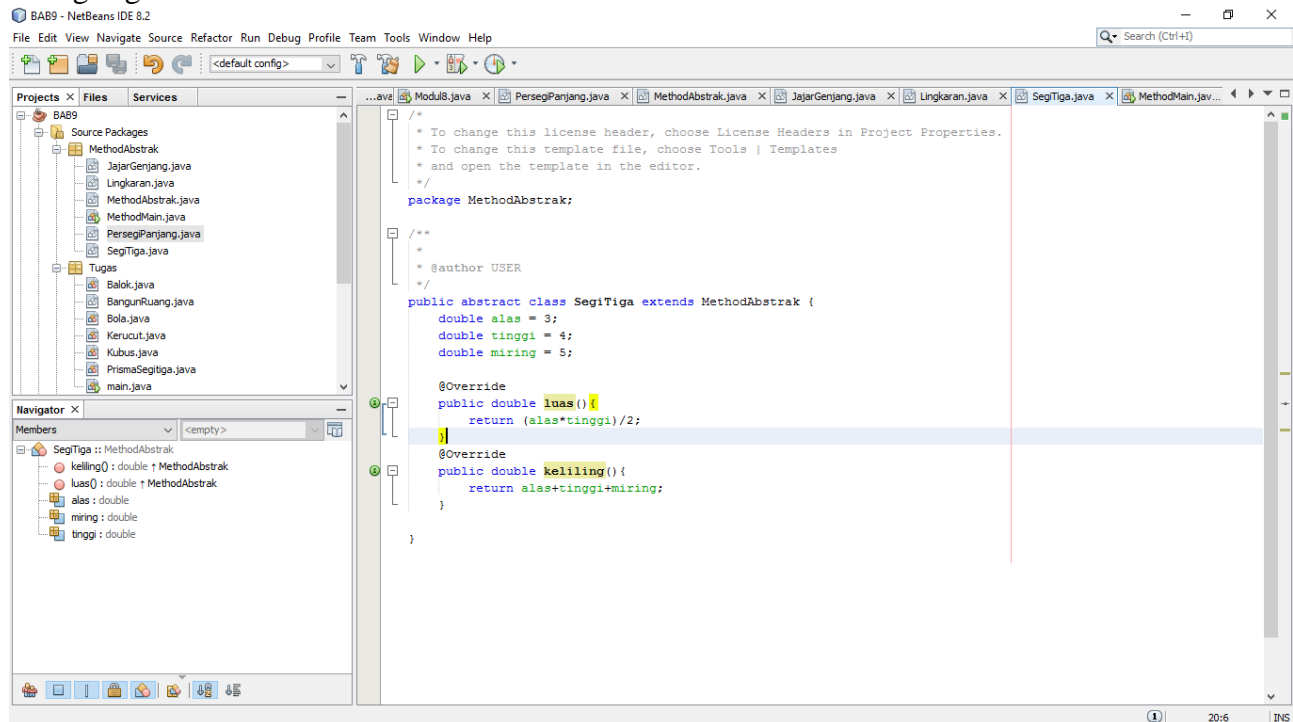 BAB9 - NetBeans IDE 8.2
File Edit View Navigate Source Refactor Run Debug Profile Team Tools Window Help
Search (Ctrl+I)
<default config>
Projects × Files Services
...ava Modul8.java × PersegiPanjang.java × MethodAbstrak.java × JajarGenjang.java × Lingkaran.java × SegiTiga.java × MethodMain.jav...
BAB9
Source Packages
MethodAbstrak
JajarGenjang.java
Lingkaran.java
MethodAbstrak.java
MethodMain.java
PersegiPanjang.java
SegiTiga.java
Tugas
Balok.java
BangunRuang.java
Bola.java
Kerucut.java
Kubus.java
PrismaSegitiga.java
main.java
Navigator ×
Members <empty>
SegiTiga :: MethodAbstrak
keliling() : double ↑ MethodAbstrak
luas() : double ↑ MethodAbstrak
alas : double
miring : double
tinggi : double
/*
 * To change this license header, choose License Headers in Project Properties.
 * To change this template file, choose Tools | Templates
 * and open the template in the editor.
 */
package MethodAbstrak;
/**
 *
 * @author USER
 */
public abstract class SegiTiga extends MethodAbstrak {
    double alas = 3;
    double tinggi = 4;
    double miring = 5;
    @Override
    public double luas(){
        return (alas*tinggi)/2;
    }
    @Override
    public double keliling(){
        return alas+tinggi+miring;
    }
}
1 20:6 INS